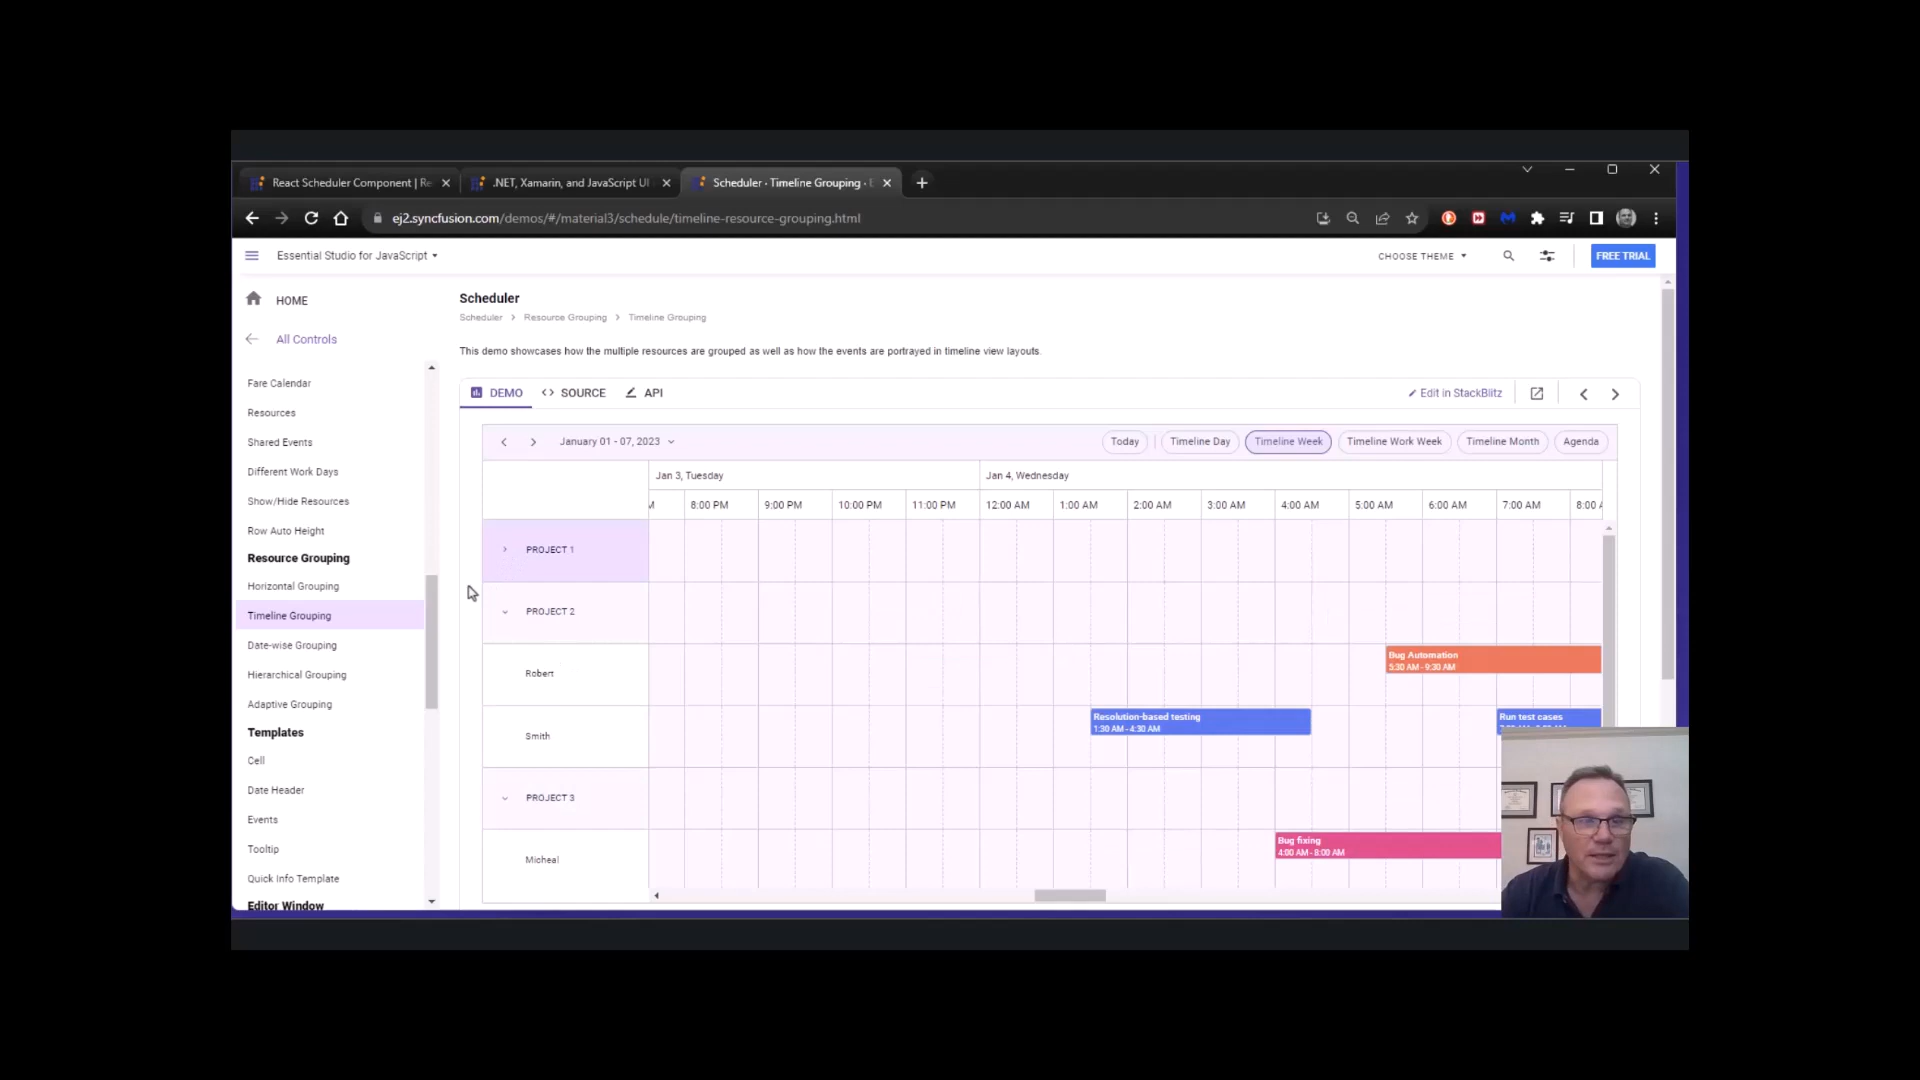 React Scheduler Component | Re
.NET, Xamarin, and JavaScript UI
Scheduler - Timeline Grouping -
ej2.syncfusion.com/demos/#/material3/schedule/timeline-resource-grouping.html
Essential Studio for JavaScript
CHOOSE THEME
FREE TRIAL
HOME
All Controls
Fare Calendar
Resources
Shared Events
Different Work Days
Show/Hide Resources
Row Auto Height
Resource Grouping
Horizontal Grouping
Timeline Grouping
Date-wise Grouping
Hierarchical Grouping
Adaptive Grouping
Templates
Cell
Date Header
Events
Tooltip
Quick Info Template
Editor Window
Scheduler
Scheduler > Resource Grouping > Timeline Grouping
This demo showcases how the multiple resources are grouped as well as how the events are portrayed in timeline view layouts.
DEMO
SOURCE
API
Edit in StackBlitz
January 01 - 07, 2023
Today
Timeline Day
Timeline Week
Timeline Work Week
Timeline Month
Agenda
Jan 3, Tuesday
Jan 4, Wednesday
8:00 PM
9:00 PM
10:00 PM
11:00 PM
12:00 AM
1:00 AM
2:00 AM
3:00 AM
4:00 AM
5:00 AM
6:00 AM
7:00 AM
8:00
PROJECT 1
PROJECT 2
Robert
Bug Automation
5:30 AM - 9:30 AM
Smith
Resolution-based testing
1:30 AM - 4:30 AM
Run test cases
PROJECT 3
Micheal
Bug fixing
4:00 AM - 8:00 AM